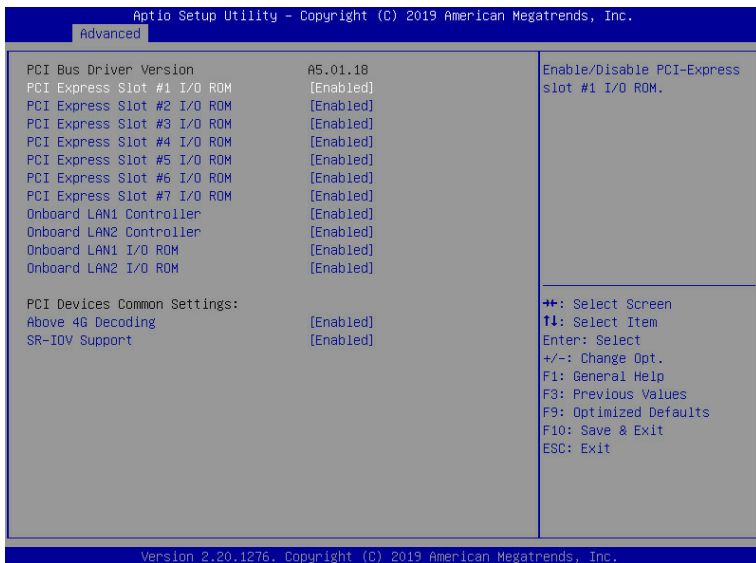 Aptio Setup Utility – Copyright (C) 2019 American Megatrends, Inc.
Advanced
PCI Bus Driver Version A5.01.18
PCI Express Slot #1 I/O ROM [Enabled]
PCI Express Slot #2 I/O ROM [Enabled]
PCI Express Slot #3 I/O ROM [Enabled]
PCI Express Slot #4 I/O ROM [Enabled]
PCI Express Slot #5 I/O ROM [Enabled]
PCI Express Slot #6 I/O ROM [Enabled]
PCI Express Slot #7 I/O ROM [Enabled]
Onboard LAN1 Controller [Enabled]
Onboard LAN2 Controller [Enabled]
Onboard LAN1 I/O ROM [Enabled]
Onboard LAN2 I/O ROM [Enabled]
PCI Devices Common Settings:
Above 4G Decoding [Enabled]
SR-IOV Support [Enabled]
Enable/Disable PCI-Express
slot #1 I/O ROM.
→←: Select Screen
↑↓: Select Item
Enter: Select
+/-: Change Opt.
F1: General Help
F3: Previous Values
F9: Optimized Defaults
F10: Save & Exit
ESC: Exit
Version 2.20.1276. Copyright (C) 2019 American Megatrends, Inc.